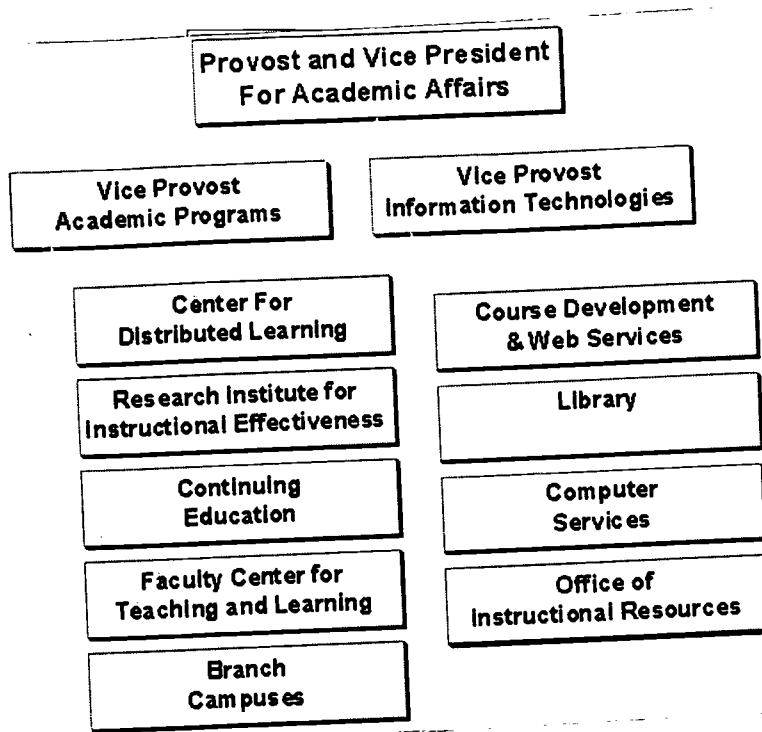 Provost and Vice President
For Academic Affairs
Vice Provost
Academic Programs
Vice Provost
Information Technologies
Center For
Distributed Learning
Research Institute for
Instructional Effectiveness
Continuing
Education
Faculty Center for
Teaching and Learning
Branch
Campuses
Course Development
& Web Services
Library
Computer
Services
Office of
Instructional Resources